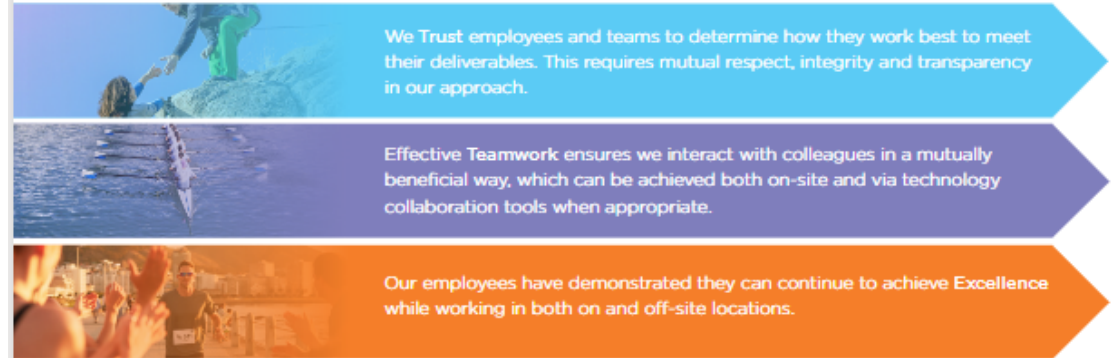 We Trust employees and teams to determine how they work best to meet
their deliverables. This requires mutual respect, integrity and transparency
in our approach.
Effective Teamwork ensures we interact with colleagues in a mutually
beneficial way, which can be achieved both on-site and via technology
collaboration tools when appropriate.
Our employees have demonstrated they can continue to achieve Excellence
while working in both on and off-site locations.